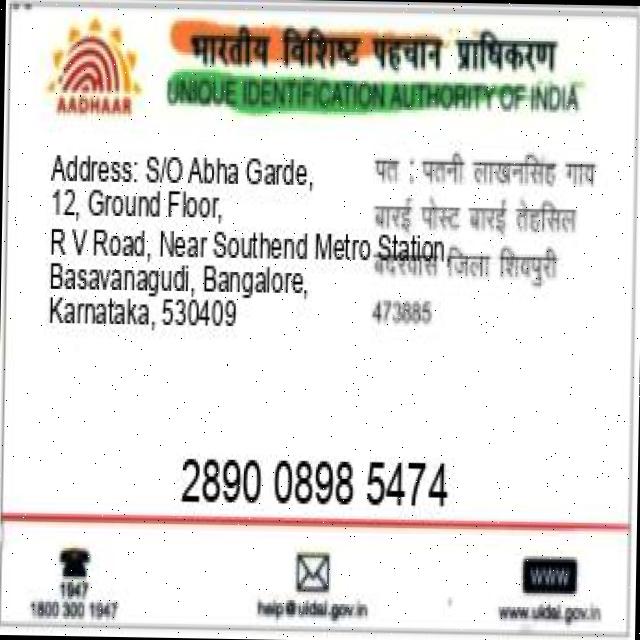 भारतीय विशिष्ट पहचान प्राधिकरण
UNIQUE IDENTIFICATION AUTHORITY OF INDIA
AADHAAR
Address: S/O Abha Garde,
12, Ground Floor,
R V Road, Near Southend Metro Station,
Basavanagudi, Bangalore,
Karnataka, 530409
पत : पतनी लाखनसिंह गाय
बारई पोस्ट बारई तेहसिल
बदरवास जिला शिवपुरी
473885
2890 0898 5474
1947
1800 300 1947
help@uidai.gov.in
www
www.uidai.gov.in